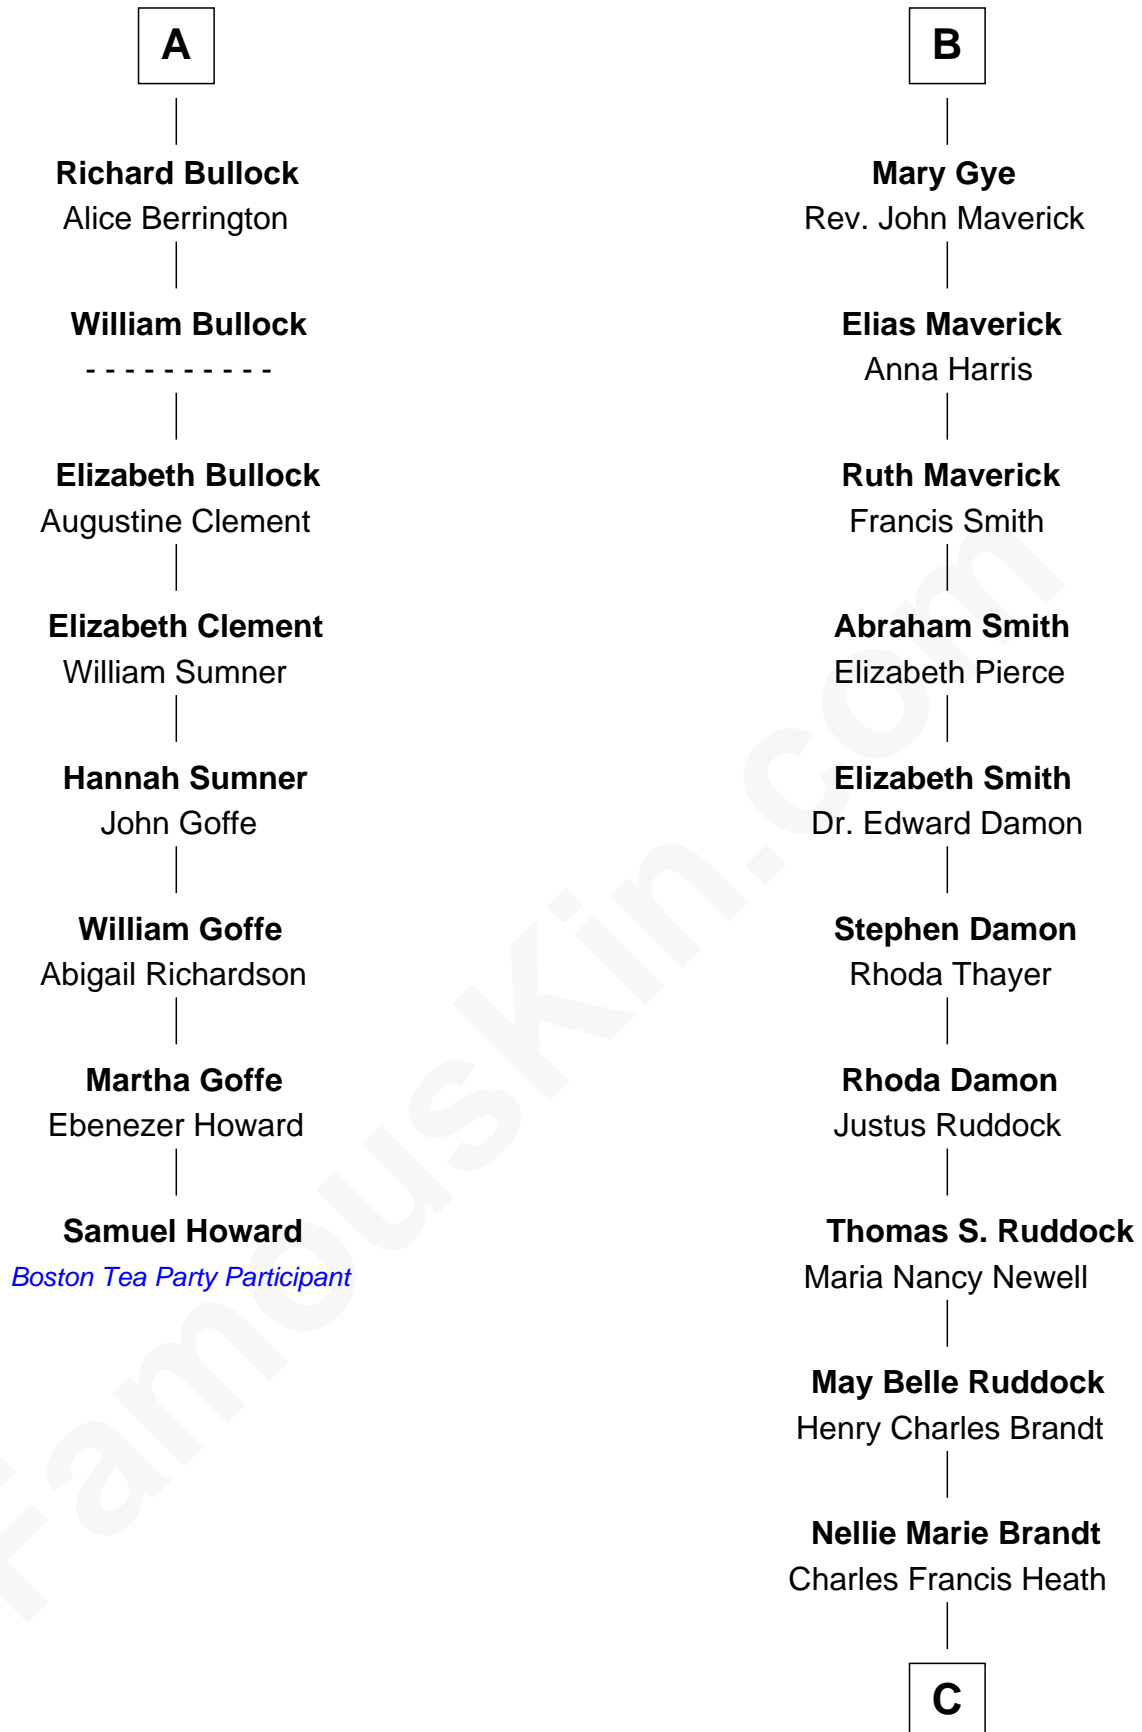 A
Richard Bullock
Alice Berrington
William Bullock
- - - - - - - - - -
Elizabeth Bullock
Augustine Clement
Elizabeth Clement
William Sumner
Hannah Sumner
John Goffe
William Goffe
Abigail Richardson
Martha Goffe
Ebenezer Howard
Samuel Howard
Boston Tea Party Participant
B
Mary Gye
Rev. John Maverick
Elias Maverick
Anna Harris
Ruth Maverick
Francis Smith
Abraham Smith
Elizabeth Pierce
Elizabeth Smith
Dr. Edward Damon
Stephen Damon
Rhoda Thayer
Rhoda Damon
Justus Ruddock
Thomas S. Ruddock
Maria Nancy Newell
May Belle Ruddock
Henry Charles Brandt
Nellie Marie Brandt
Charles Francis Heath
C
FamousKin.com